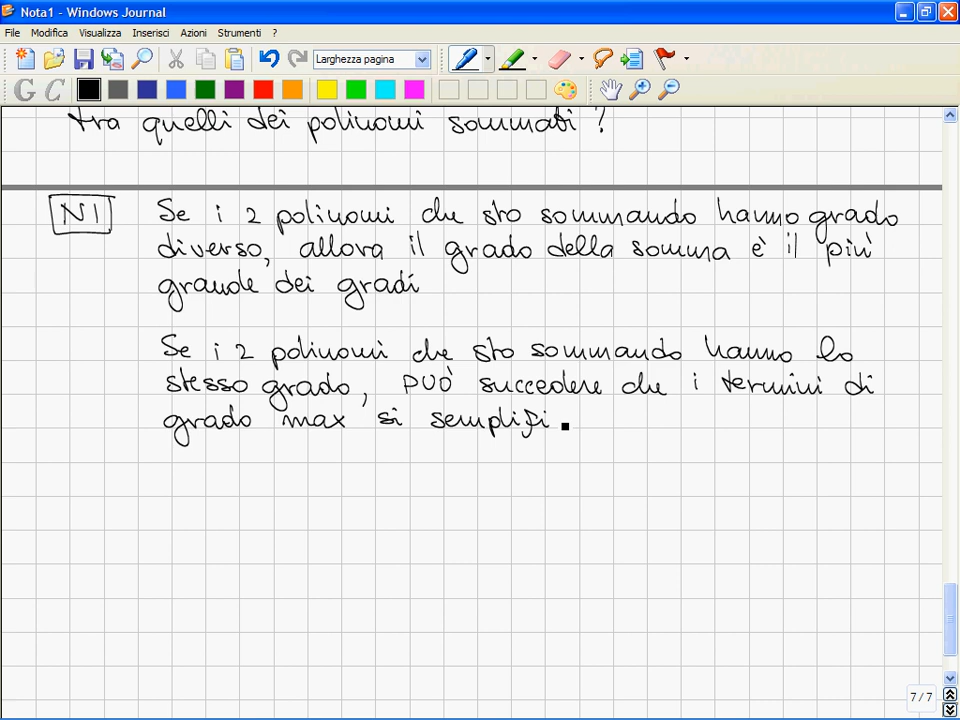 Nota1 - Windows Journal
File Modifica Visualizza Inserisci Azioni Strumenti ?
Larghezza pagina
G C
tra quelli dei polinomi sommati ?
N1 Se i 2 polinomi che sto sommando hanno grado
diverso, allora il grado della somma è il più
grande dei gradi
Se i 2 polinomi che sto sommando hanno lo
stesso grado, PUÒ succedere che i termini di
grado max si semplifi
7 / 7